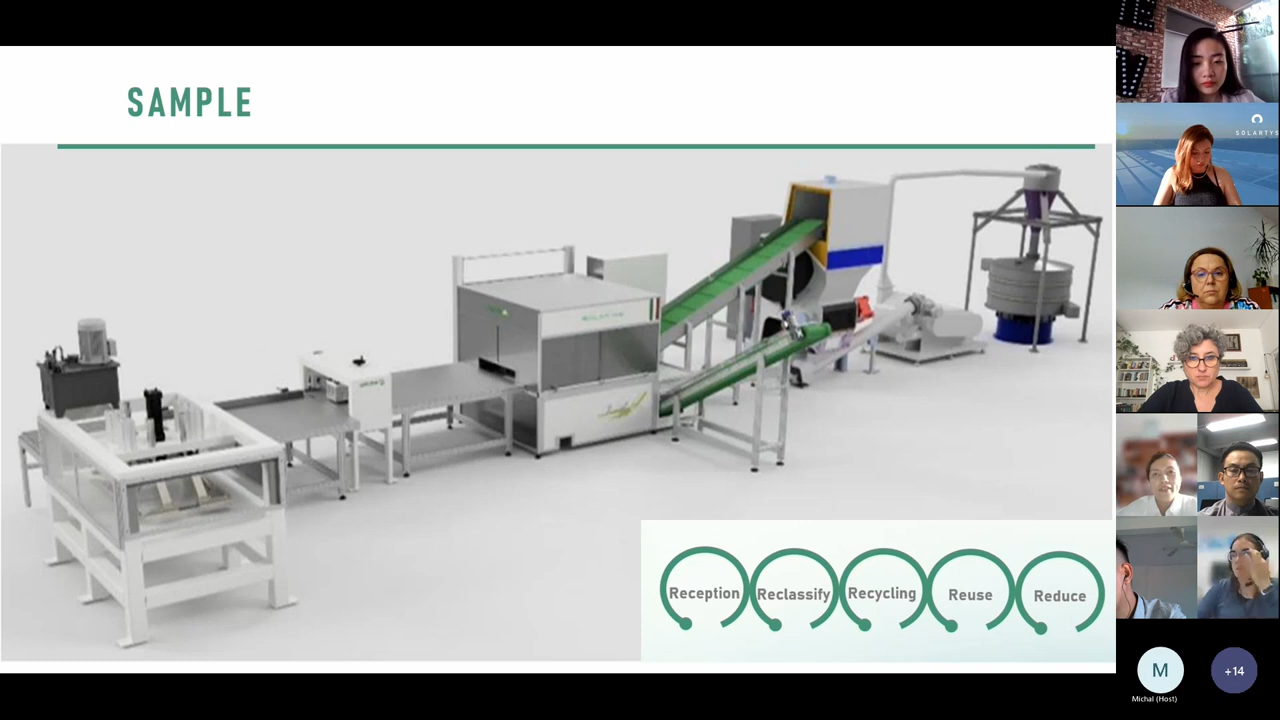 SAMPLE
Reception
Reclassify
Recycling
Reuse
Reduce
SOLARTYS
M
+14
Michal (Host)